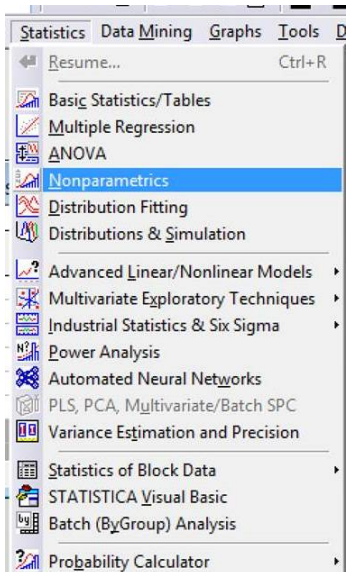 Statistics Data Mining Graphs Tools D
Resume... Ctrl+R
Basic Statistics/Tables
Multiple Regression
ANOVA
Nonparametrics
Distribution Fitting
Distributions & Simulation
Advanced Linear/Nonlinear Models
Multivariate Exploratory Techniques
Industrial Statistics & Six Sigma
Power Analysis
Automated Neural Networks
PLS, PCA, Multivariate/Batch SPC
Variance Estimation and Precision
Statistics of Block Data
STATISTICA Visual Basic
Batch (ByGroup) Analysis
Probability Calculator